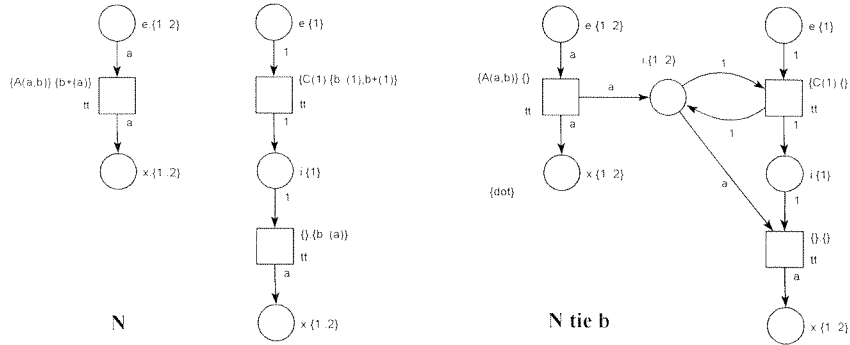 e.{1 2}
a
{A(a,b)} {b+(a)}
tt
a
x.{1 .2}
e {1}
1
{C(1) {b (1),b+(1)}
tt
1
i {1}
1
{}.{b (a)}
tt
a
x {1 .2}
N
e {1 2}
a
{A(a,b)} {}
tt
a
a
x {1 2}
{dot}
i.{1 2}
1
1
a
e {1}
1
{C(1) {}
tt
1
i {1}
1
{}.{}
tt
a
x {1 2}
N tie b